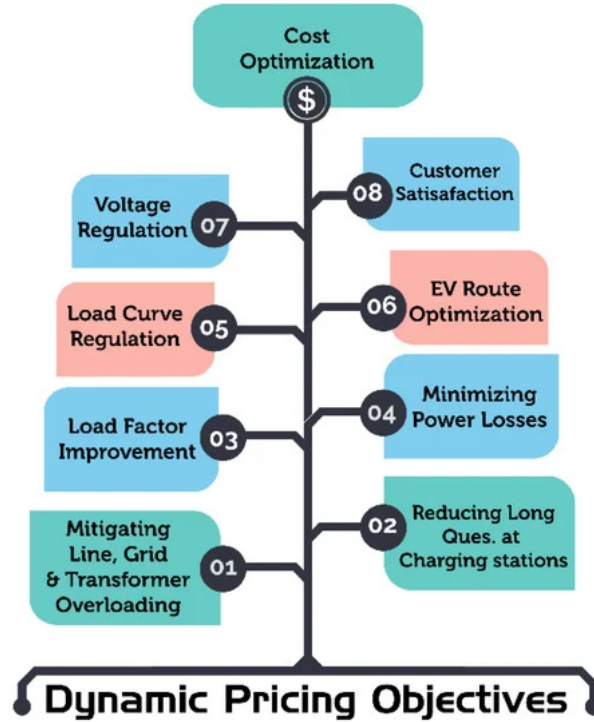 Cost
Optimization
$
Customer
Satisafaction
08
Voltage
Regulation
07
EV Route
Optimization
06
Load Curve
Regulation
05
Minimizing
Power Losses
04
Load Factor
Improvement
03
Reducing Long
Ques. at
Charging stations
02
Mitigating
Line, Grid
& Transformer
Overloading
01
Dynamic Pricing Objectives